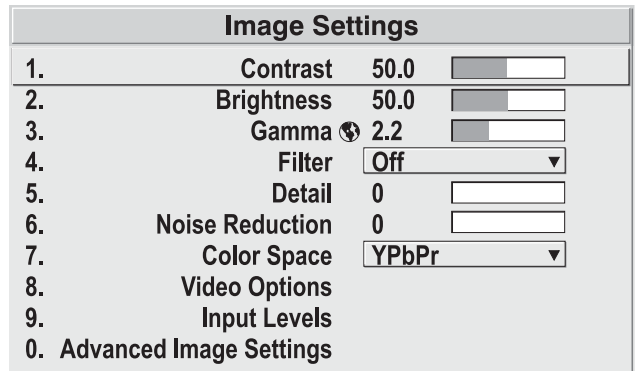 Image Settings
1. Contrast 50.0
2. Brightness 50.0
3. Gamma 2.2
4. Filter Off
5. Detail 0
6. Noise Reduction 0
7. Color Space YPbPr
8. Video Options
9. Input Levels
0. Advanced Image Settings